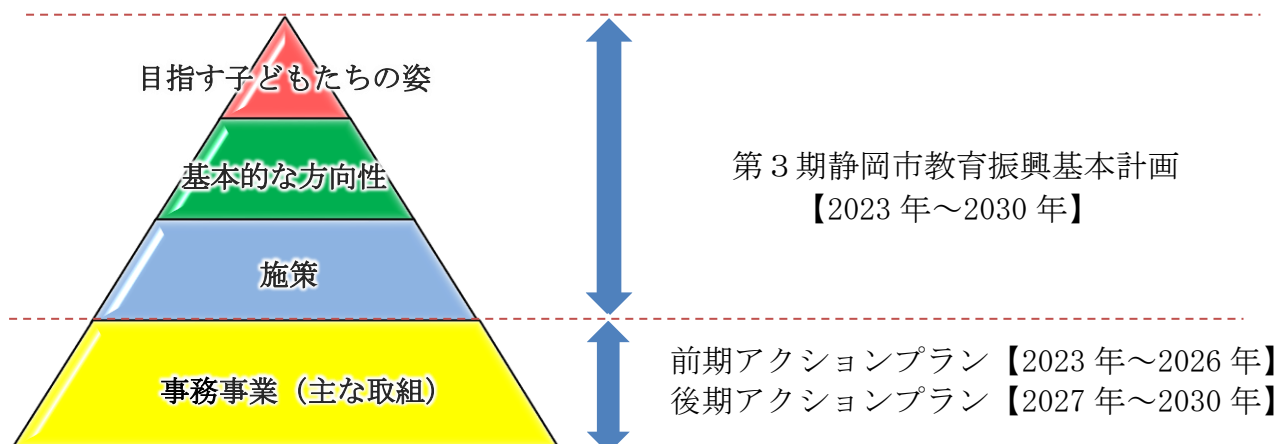 目指す子どもたちの姿
基本的な方向性
施策
事務事業（主な取組）
第３期静岡市教育振興基本計画
【2023 年～2030 年】
前期アクションプラン【2023 年～2026 年】
後期アクションプラン【2027 年～2030 年】